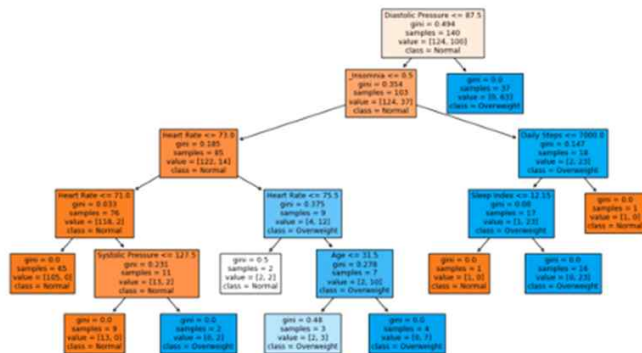 Diastolic Pressure <= 87.5
gini = 0.494
samples = 140
value = [124, 100]
class = Normal
_Insomnia <= 0.5
gini = 0.354
samples = 103
value = [124, 37]
class = Normal
gini = 0.0
samples = 37
value = [0, 63]
class = Overweight
Heart Rate <= 73.0
gini = 0.185
samples = 85
value = [122, 14]
class = Normal
Daily Steps <= 7000.0
gini = 0.147
samples = 18
value = [2, 23]
class = Overweight
Heart Rate <= 71.0
gini = 0.033
samples = 76
value = [118, 2]
class = Normal
Heart Rate <= 75.5
gini = 0.375
samples = 9
value = [4, 12]
class = Overweight
Sleep index <= 12.15
gini = 0.08
samples = 17
value = [1, 23]
class = Overweight
gini = 0.0
samples = 1
value = [1, 0]
class = Normal
gini = 0.0
samples = 65
value = [105, 0]
class = Normal
Systolic Pressure <= 127.5
gini = 0.231
samples = 11
value = [13, 2]
class = Normal
gini = 0.5
samples = 2
value = [2, 2]
class = Normal
Age <= 31.5
gini = 0.278
samples = 7
value = [2, 10]
class = Overweight
gini = 0.0
samples = 1
value = [1, 0]
class = Normal
gini = 0.0
samples = 16
value = [0, 23]
class = Overweight
gini = 0.0
samples = 9
value = [13, 0]
class = Normal
gini = 0.0
samples = 2
value = [0, 2]
class = Overweight
gini = 0.48
samples = 3
value = [2, 3]
class = Overweight
gini = 0.0
samples = 4
value = [0, 7]
class = Overweight